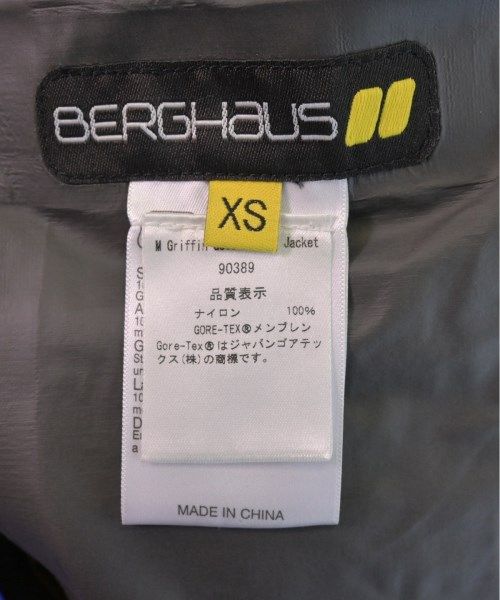 BERGHAUS
XS
M Griffin Jacket
90389
品質表示
ナイロン 100%
GORE-TEX®メンブレン
Gore-Tex®はジャパンゴアテッ
クス(株)の商標です。
MADE IN CHINA